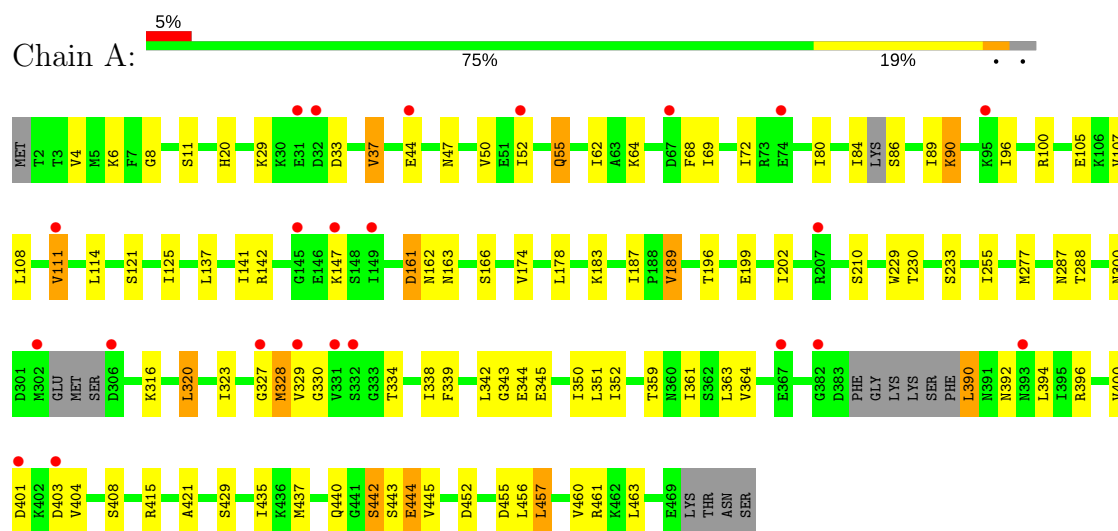 5%
Chain A:
75% 19% • •
MET T2 T3 V4 M5 K6 F7 G8 S11 H20 K29 K30 E31 D32 D33 V37 E44 N47 V50 E51 I52 Q55 I62 A63 K64 D67 F68 I69 I72 R73 E74 I80 I84 LYS S86 I89 K90 K95 I96 R100 E105 K106 V107
L108 V111 L114 S121 I125 L137 I141 R142 G145 E146 K147 S148 I149 D161 N162 N163 S166 V174 L178 K183 I187 P188 V189 T196 E199 I202 R207 S210 W229 T230 S233 I255 M277 N287 T288 N300
D301 M302 GLU MET SER D306 K316 L320 I323 G327 M328 V329 G330 V331 S332 G333 T334 I338 F339 L342 G343 E344 E345 I350 L351 I352 T359 N360 I361 S362 L363 V364 E367 G382 D383 PHE GLY LYS LYS SER PHE L390 N391 N392 N393 L394 I395 R396 V400
D401 K402 D403 V404 S408 R415 A421 S429 I435 K436 M437 Q440 G441 S442 S443 E444 V445 D452 D455 L456 L457 V460 R461 K462 L463 E469 LYS THR ASN SER